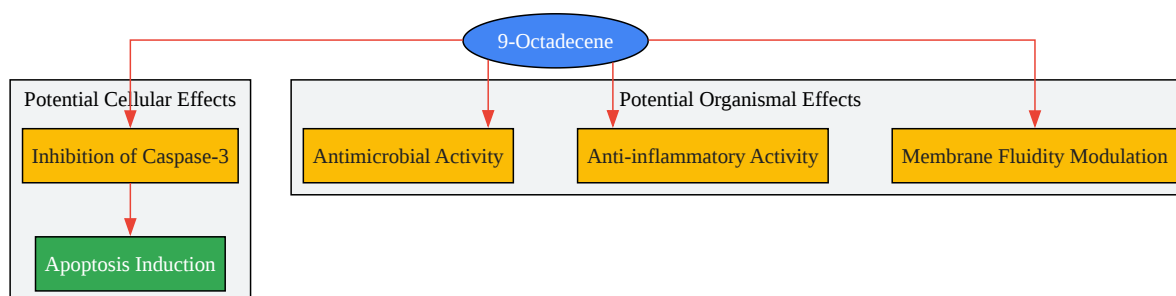 9-Octadecene
Potential Cellular Effects
Potential Organismal Effects
Inhibition of Caspase-3
Antimicrobial Activity
Anti-inflammatory Activity
Membrane Fluidity Modulation
Apoptosis Induction